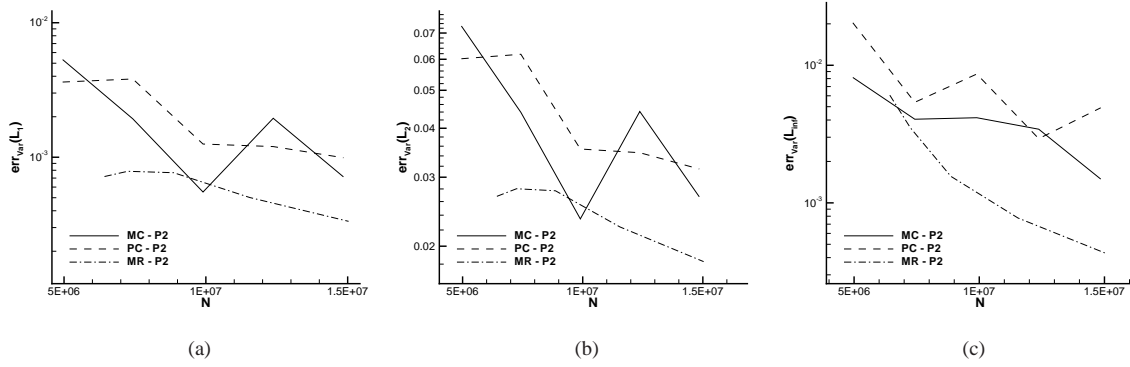 10⁻²
10⁻³
err_Var(L_1)
MC - P2
PC - P2
MR - P2
5E+06
1E+07
1.5E+07
N
(a)
0.07
0.06
0.05
0.04
0.03
0.02
err_Var(L_2)
MC - P2
PC - P2
MR - P2
5E+06
1E+07
1.5E+07
N
(b)
10⁻²
10⁻³
err_Var(L_inf)
MC - P2
PC - P2
MR - P2
5E+06
1E+07
1.5E+07
N
(c)